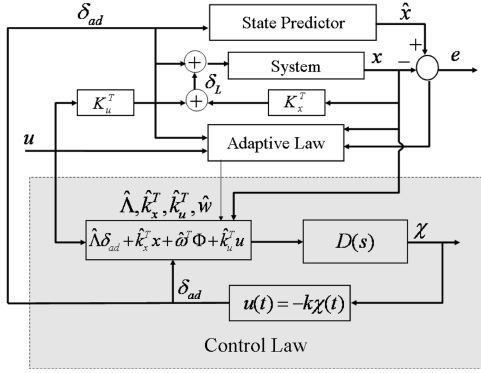 δ_ad
State Predictor
x̂
+
−
e
+
System
x
δ_L
K_u^T
+
K_x^T
u
Adaptive Law
Λ̂, k̂_x^T, k̂_u^T, ŵ
Λ̂δ_ad + k̂_x^T x + ω̂^T Φ + k̂_u^T u
D(s)
χ
δ_ad
u(t) = −kχ(t)
Control Law